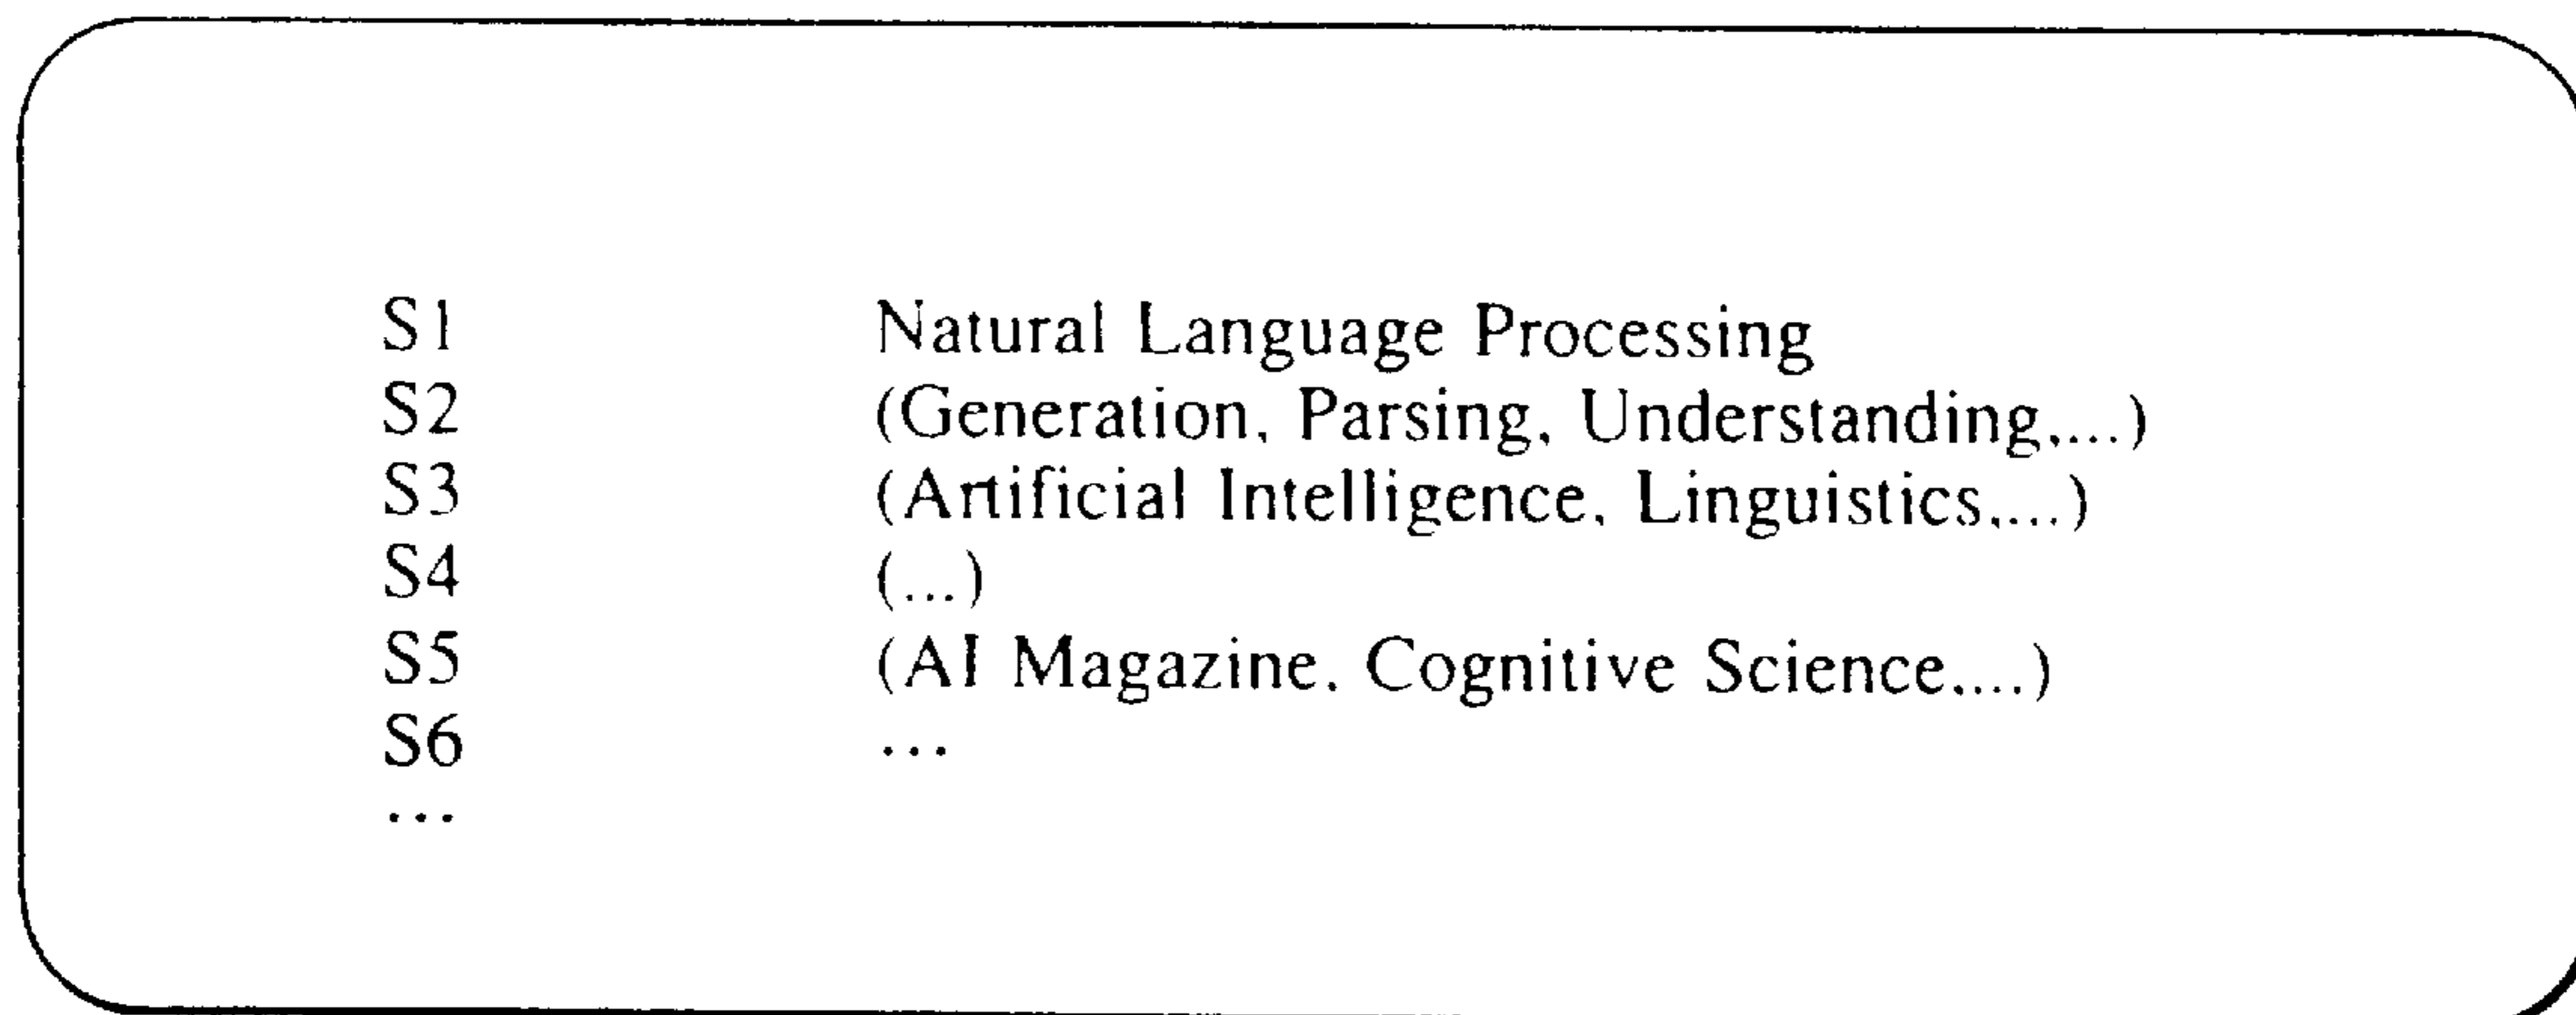 S1 Natural Language Processing
S2 (Generation, Parsing, Understanding,...)
S3 (Artificial Intelligence, Linguistics,...)
S4 (...)
S5 (AI Magazine, Cognitive Science,...)
S6 ...
...